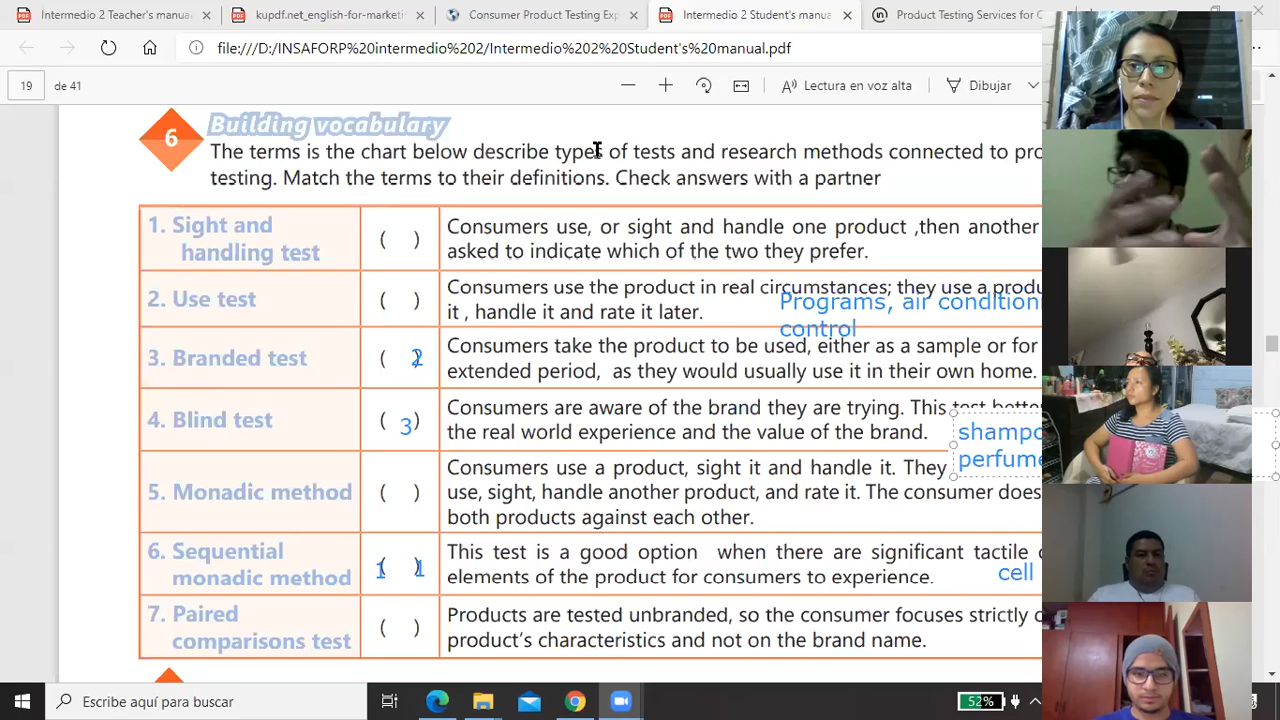 Intermedio 2 Teacher's manual
kupdf.net_english-for-marketi
Consumer Product Testing Exp
Intermedio 2 Student's manua
Product Testing Services for C
file:///D:/INSAFORP%20intermedio%202/Intermedio%202%20Student's%20manual.pdf
19 de 41
Lectura en voz alta
Dibujar
6
Building vocabulary
The terms is the chart below describe types of tests and research methods connected to pro
testing. Match the terms to their definitions. Check answers with a partner
1. Sight and
handling test
( )
Consumers use, or sight and handle one product ,then another
asked to indicate which of the two they prefer.
2. Use test
( )
Consumers use the product in real circumstances; they use a produ
it , handle it and rate it later.
Programs, air condition
control
3. Branded test
( 2)
Consumers take the product to be used, either as a sample or for
extended period, as they would usually use it in their own home.
4. Blind test
( 3 )
Consumers are aware of the brand they are trying. This test bette
the real world experience and the value of the brand.
shampo
perfume
5. Monadic method
( )
Consumers use a product, sight it and handle it. They
use, sight, handle another product, and rate it. The consumer does
both products against each other.
6. Sequential
monadic method
1( 1)
This test is a good option when there are significant tactile
elements of the product for consumers to experience.
cell
7. Paired
comparisons test
( )
Products are tested unbranded, so the consumer focuses strictly
product's characteristics and not on the brand name.
Escribe aquí para buscar
52%